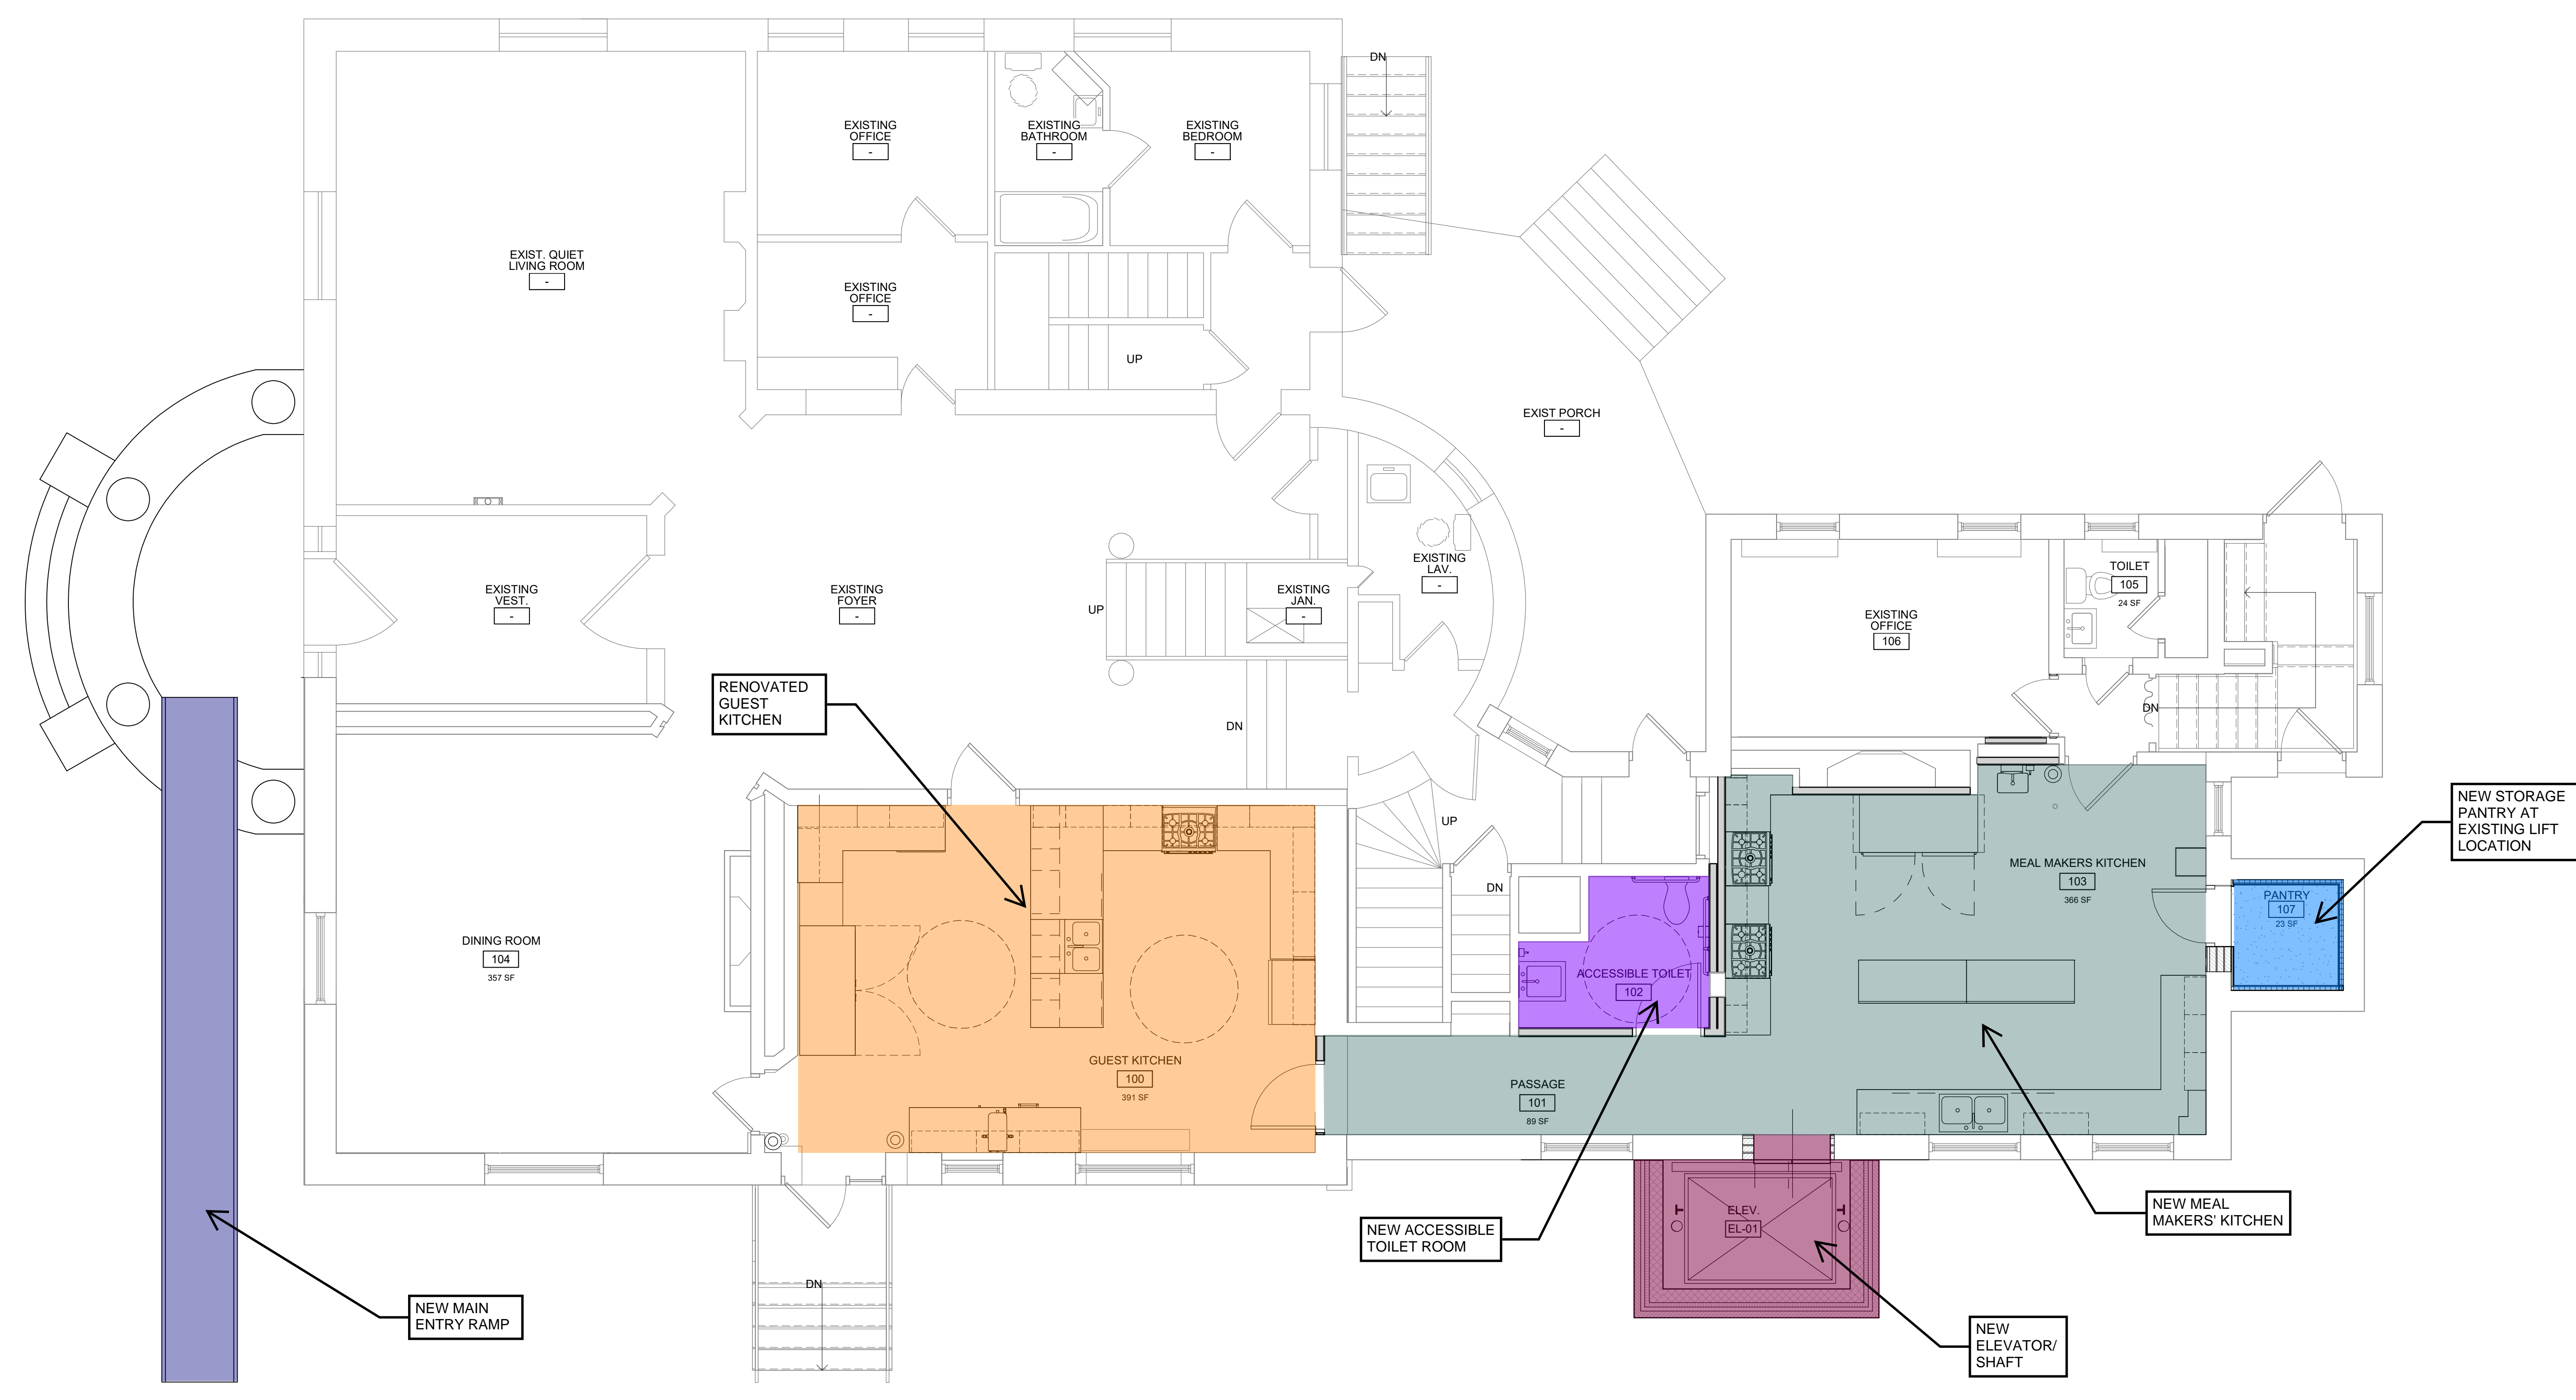 DN
EXISTING
OFFICE
-
EXISTING
BATHROOM
-
EXISTING
BEDROOM
-
EXIST. QUIET
LIVING ROOM
-
EXISTING
OFFICE
-
UP
EXIST PORCH
-
EXISTING
VEST.
-
EXISTING
FOYER
-
UP
EXISTING
JAN.
-
EXISTING
LAV.
-
EXISTING
OFFICE
106
TOILET
105
24 SF
DN
RENOVATED
GUEST
KITCHEN
DN
UP
DN
NEW STORAGE
PANTRY AT
EXISTING LIFT
LOCATION
MEAL MAKERS KITCHEN
103
366 SF
PANTRY
107
23 SF
DINING ROOM
104
357 SF
ACCESSIBLE TOILET
102
GUEST KITCHEN
100
391 SF
PASSAGE
101
89 SF
ELEV.
EL-01
NEW ACCESSIBLE
TOILET ROOM
NEW MEAL
MAKERS' KITCHEN
DN
NEW MAIN
ENTRY RAMP
NEW
ELEVATOR/
SHAFT